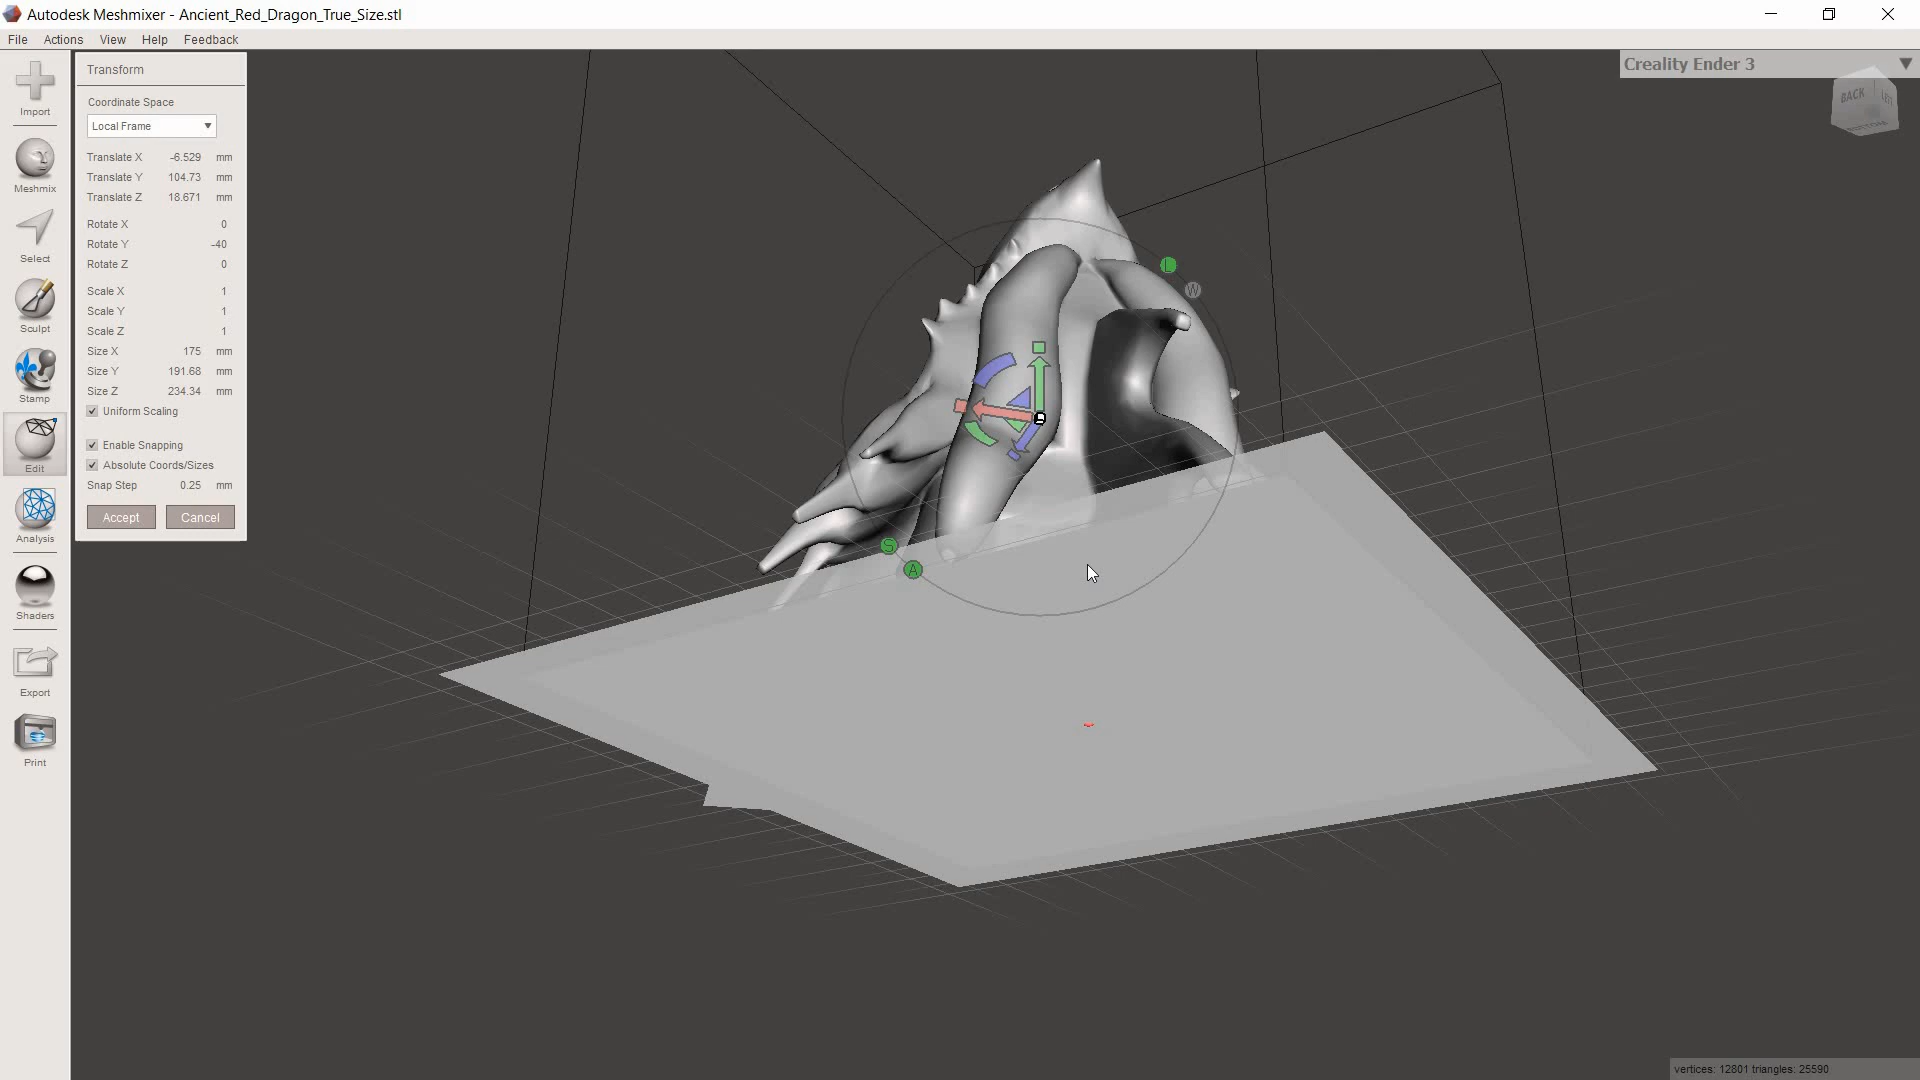 Autodesk Meshmixer - Ancient_Red_Dragon_True_Size.stl
File Actions View Help Feedback
Import
Meshmix
Select
Sculpt
Stamp
Edit
Analysis
Shaders
Export
Print
Transform
Coordinate Space
Local Frame
Translate X -6.529 mm
Translate Y 104.73 mm
Translate Z 18.671 mm
Rotate X 0
Rotate Y -40
Rotate Z 0
Scale X 1
Scale Y 1
Scale Z 1
Size X 175 mm
Size Y 191.68 mm
Size Z 234.34 mm
Uniform Scaling
Enable Snapping
Absolute Coords/Sizes
Snap Step 0.25 mm
Accept Cancel
L
W
S
A
Creality Ender 3
BACK
LEFT
BOTTOM
vertices: 12801 triangles: 25590